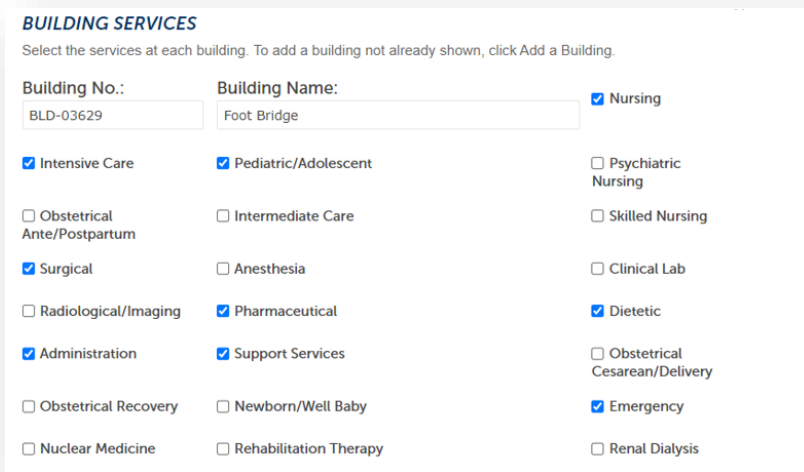 BUILDING SERVICES
Select the services at each building. To add a building not already shown, click Add a Building.
Building No.: Building Name:
Nursing
BLD-03629 Foot Bridge
Intensive Care Pediatric/Adolescent Psychiatric
Nursing
Obstetrical Intermediate Care Skilled Nursing
Ante/Postpartum
Surgical Anesthesia Clinical Lab
Radiological/Imaging Pharmaceutical Dietetic
Administration Support Services Obstetrical
Cesarean/Delivery
Obstetrical Recovery Newborn/Well Baby Emergency
Nuclear Medicine Rehabilitation Therapy Renal Dialysis